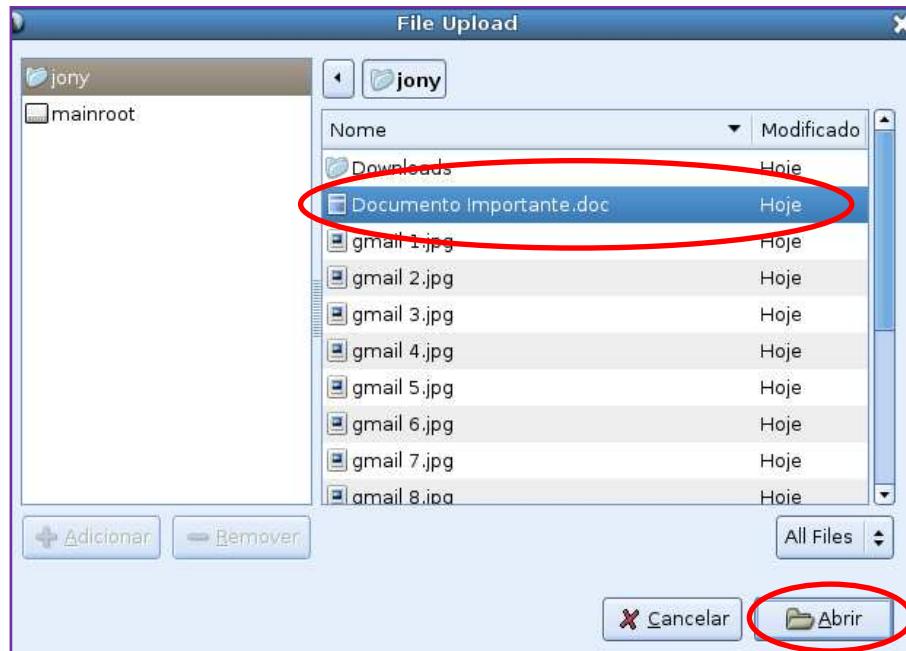 File Upload
jony
mainroot
jony
Nome Modificado
Downloads Hoje
Documento Importante.doc Hoje
gmail 1.jpg Hoje
gmail 2.jpg Hoje
gmail 3.jpg Hoje
gmail 4.jpg Hoje
gmail 5.jpg Hoje
gmail 6.jpg Hoje
gmail 7.jpg Hoje
gmail 8.jpg Hoje
Adicionar Remover All Files
Cancelar Abrir